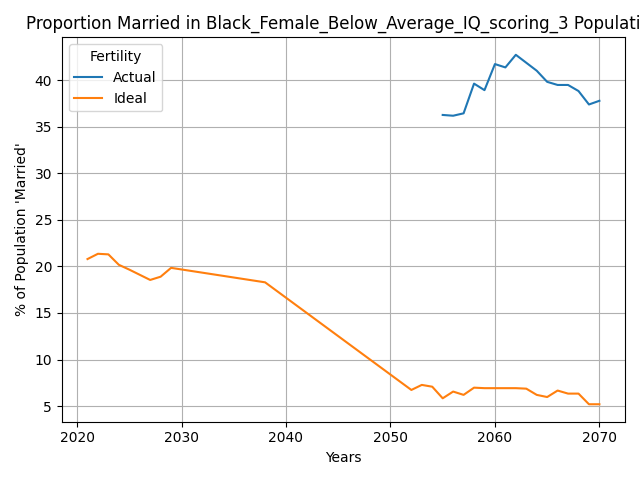 Proportion Married in Black_Female_Below_Average_IQ_scoring_3 Populati
Fertility
Actual
Ideal
40
35
30
25
20
15
10
5
% of Population 'Married'
2020 2030 2040 2050 2060 2070
Years